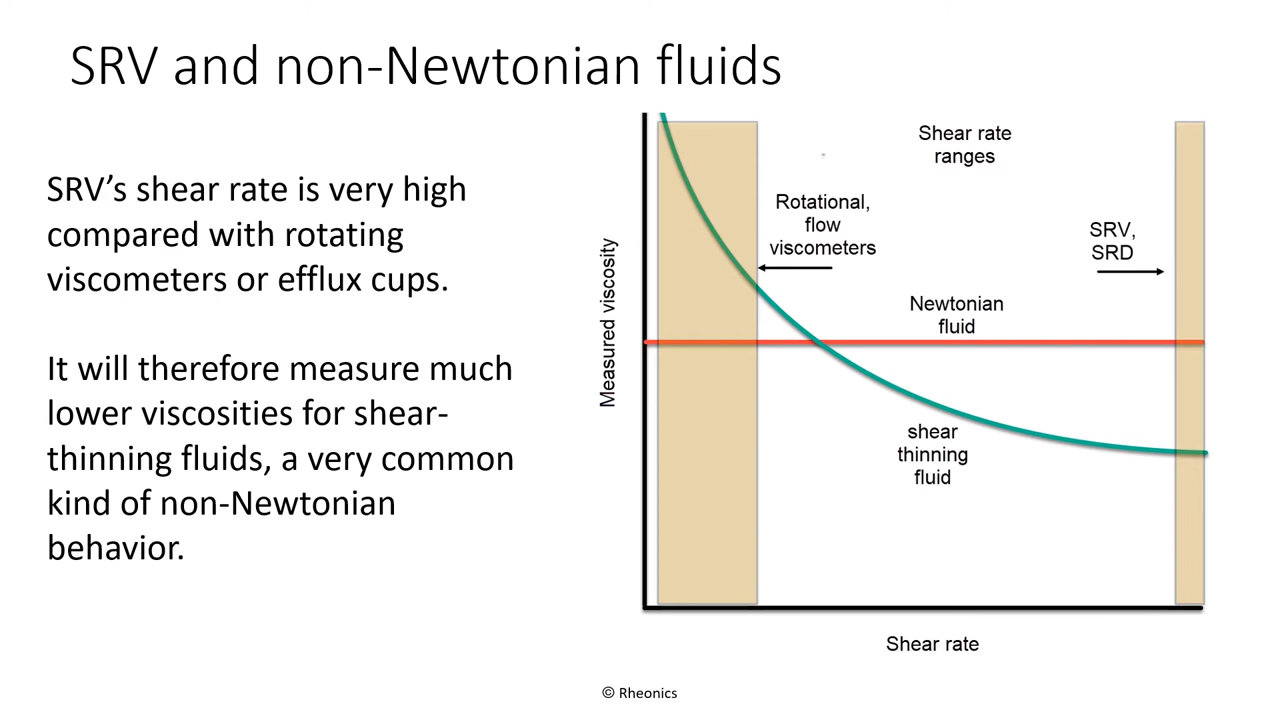 SRV and non-Newtonian fluids
SRV’s shear rate is very high
compared with rotating
viscometers or efflux cups.
It will therefore measure much
lower viscosities for shear-
thinning fluids, a very common
kind of non-Newtonian
behavior.
Measured viscosity
Shear rate
ranges
Rotational,
flow
viscometers
SRV,
SRD
Newtonian
fluid
shear
thinning
fluid
Shear rate
© Rheonics